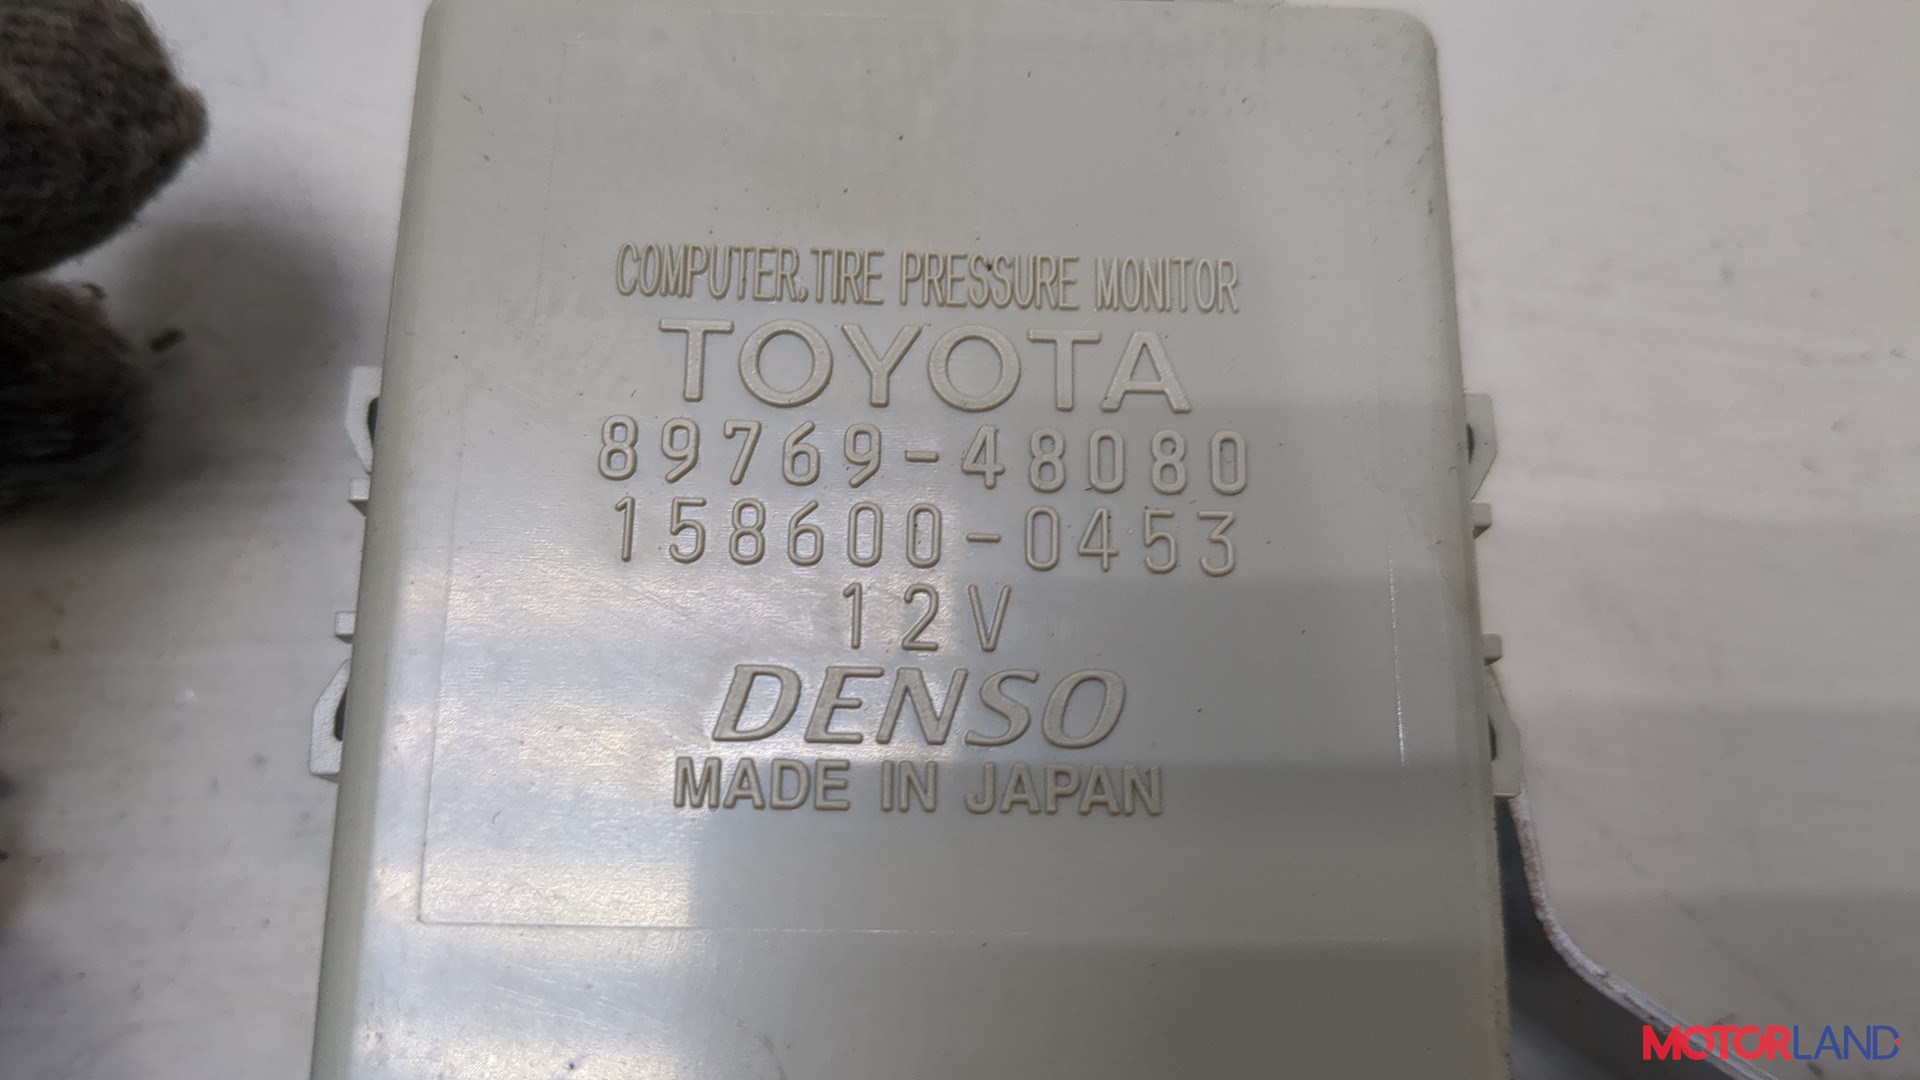 COMPUTER,TIRE PRESSURE MONITOR
TOYOTA
89769-48080
158600-0453
12V
DENSO
MADE IN JAPAN
MOTORLAND